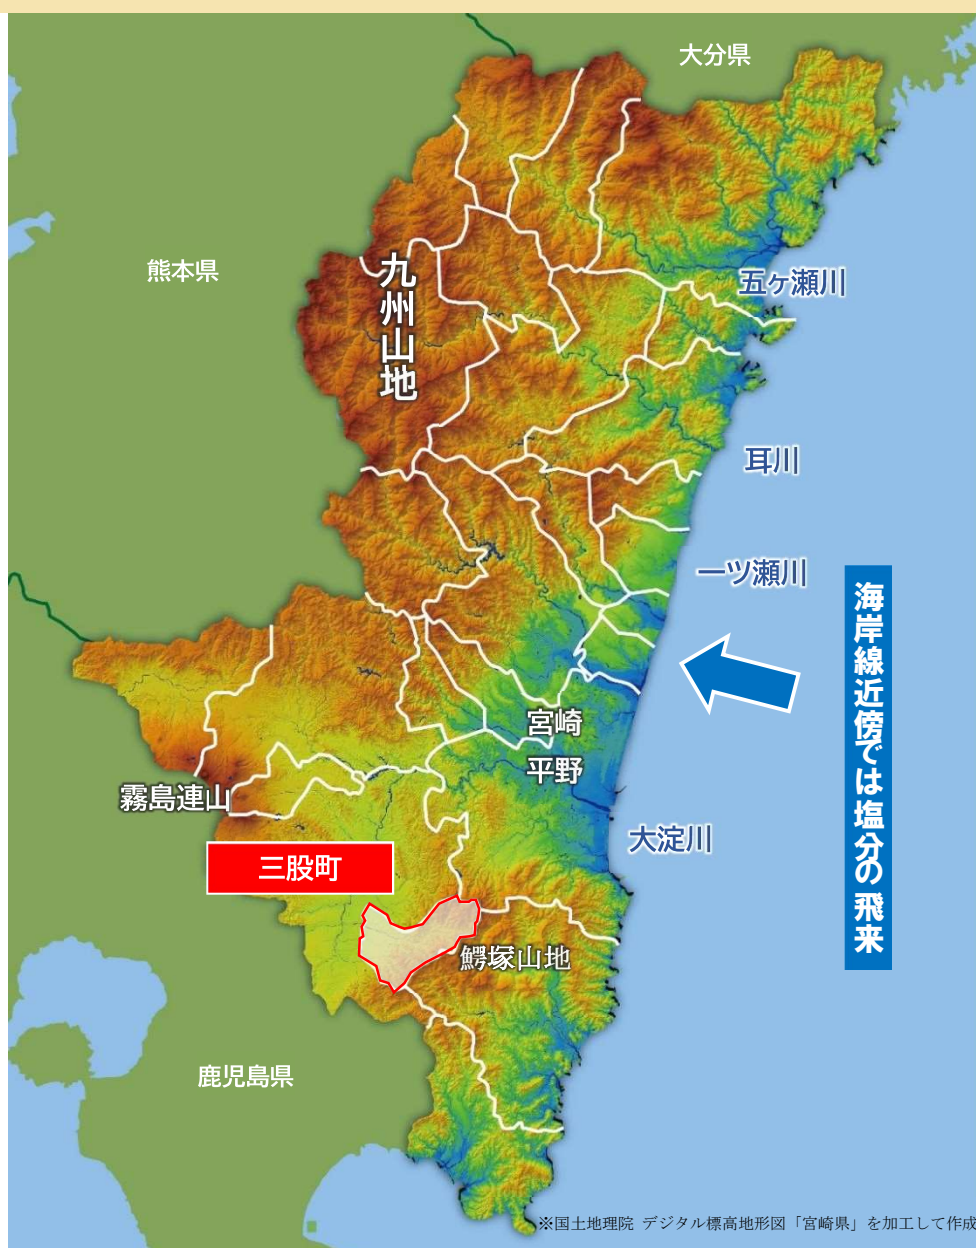 大分県
熊本県
九州山地
五ヶ瀬川
耳川
一ツ瀬川
海岸線近傍では塩分の飛来
宮崎
平野
霧島連山
大淀川
三股町
鰐塚山地
鹿児島県
※国土地理院 デジタル標高地形図「宮崎県」を加工して作成